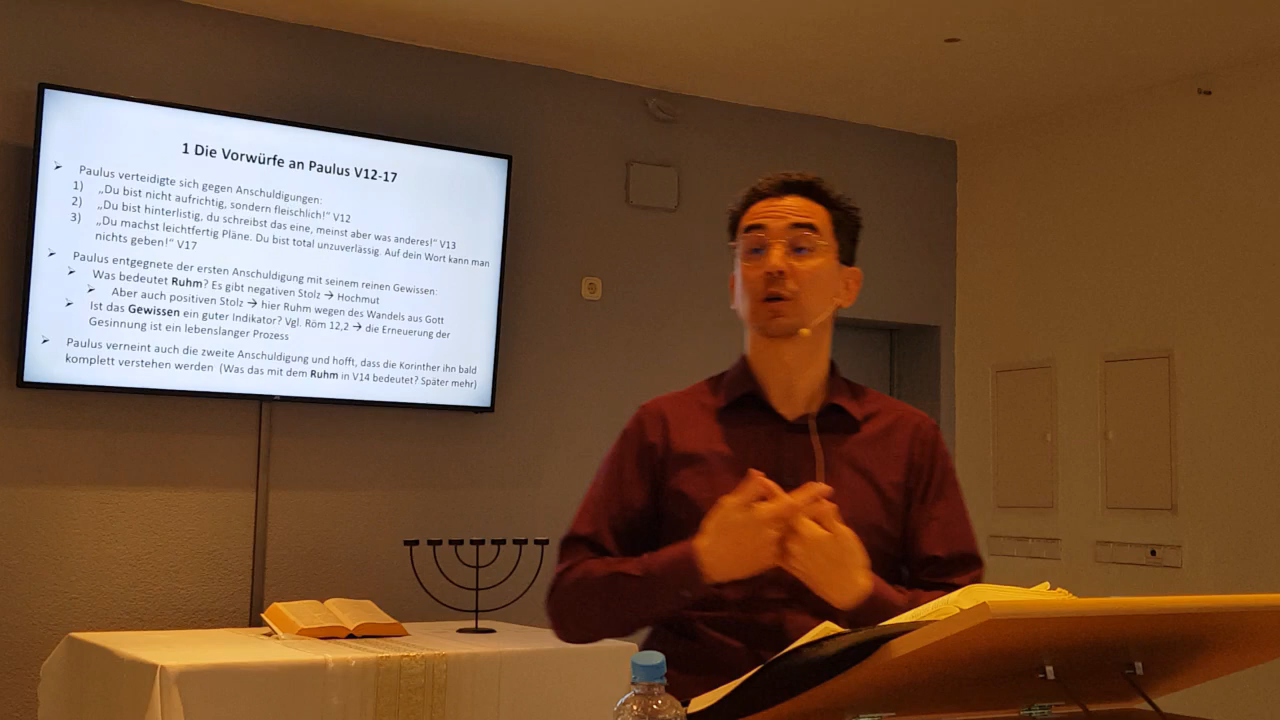 1 Die Vorwürfe an Paulus V12-17
➢ Paulus verteidigte sich gegen Anschuldigungen:
1) „Du bist nicht aufrichtig, sondern fleischlich!“ V12
2) „Du bist hinterlistig, du schreibst das eine, meinst aber was anderes!“ V13
3) „Du machst leichtfertig Pläne. Du bist total unzuverlässig. Auf dein Wort kann man
nichts geben!“ V17
➢ Paulus entgegnete der ersten Anschuldigung mit seinem reinen Gewissen:
➢ Was bedeutet Ruhm? Es gibt negativen Stolz → Hochmut
➢ Aber auch positiven Stolz → hier Ruhm wegen des Wandels aus Gott
➢ Ist das Gewissen ein guter Indikator? Vgl. Röm 12,2 → die Erneuerung der
Gesinnung ist ein lebenslanger Prozess
➢ Paulus verneint auch die zweite Anschuldigung und hofft, dass die Korinther ihn bald
komplett verstehen werden (Was das mit dem Ruhm in V14 bedeutet? Später mehr)